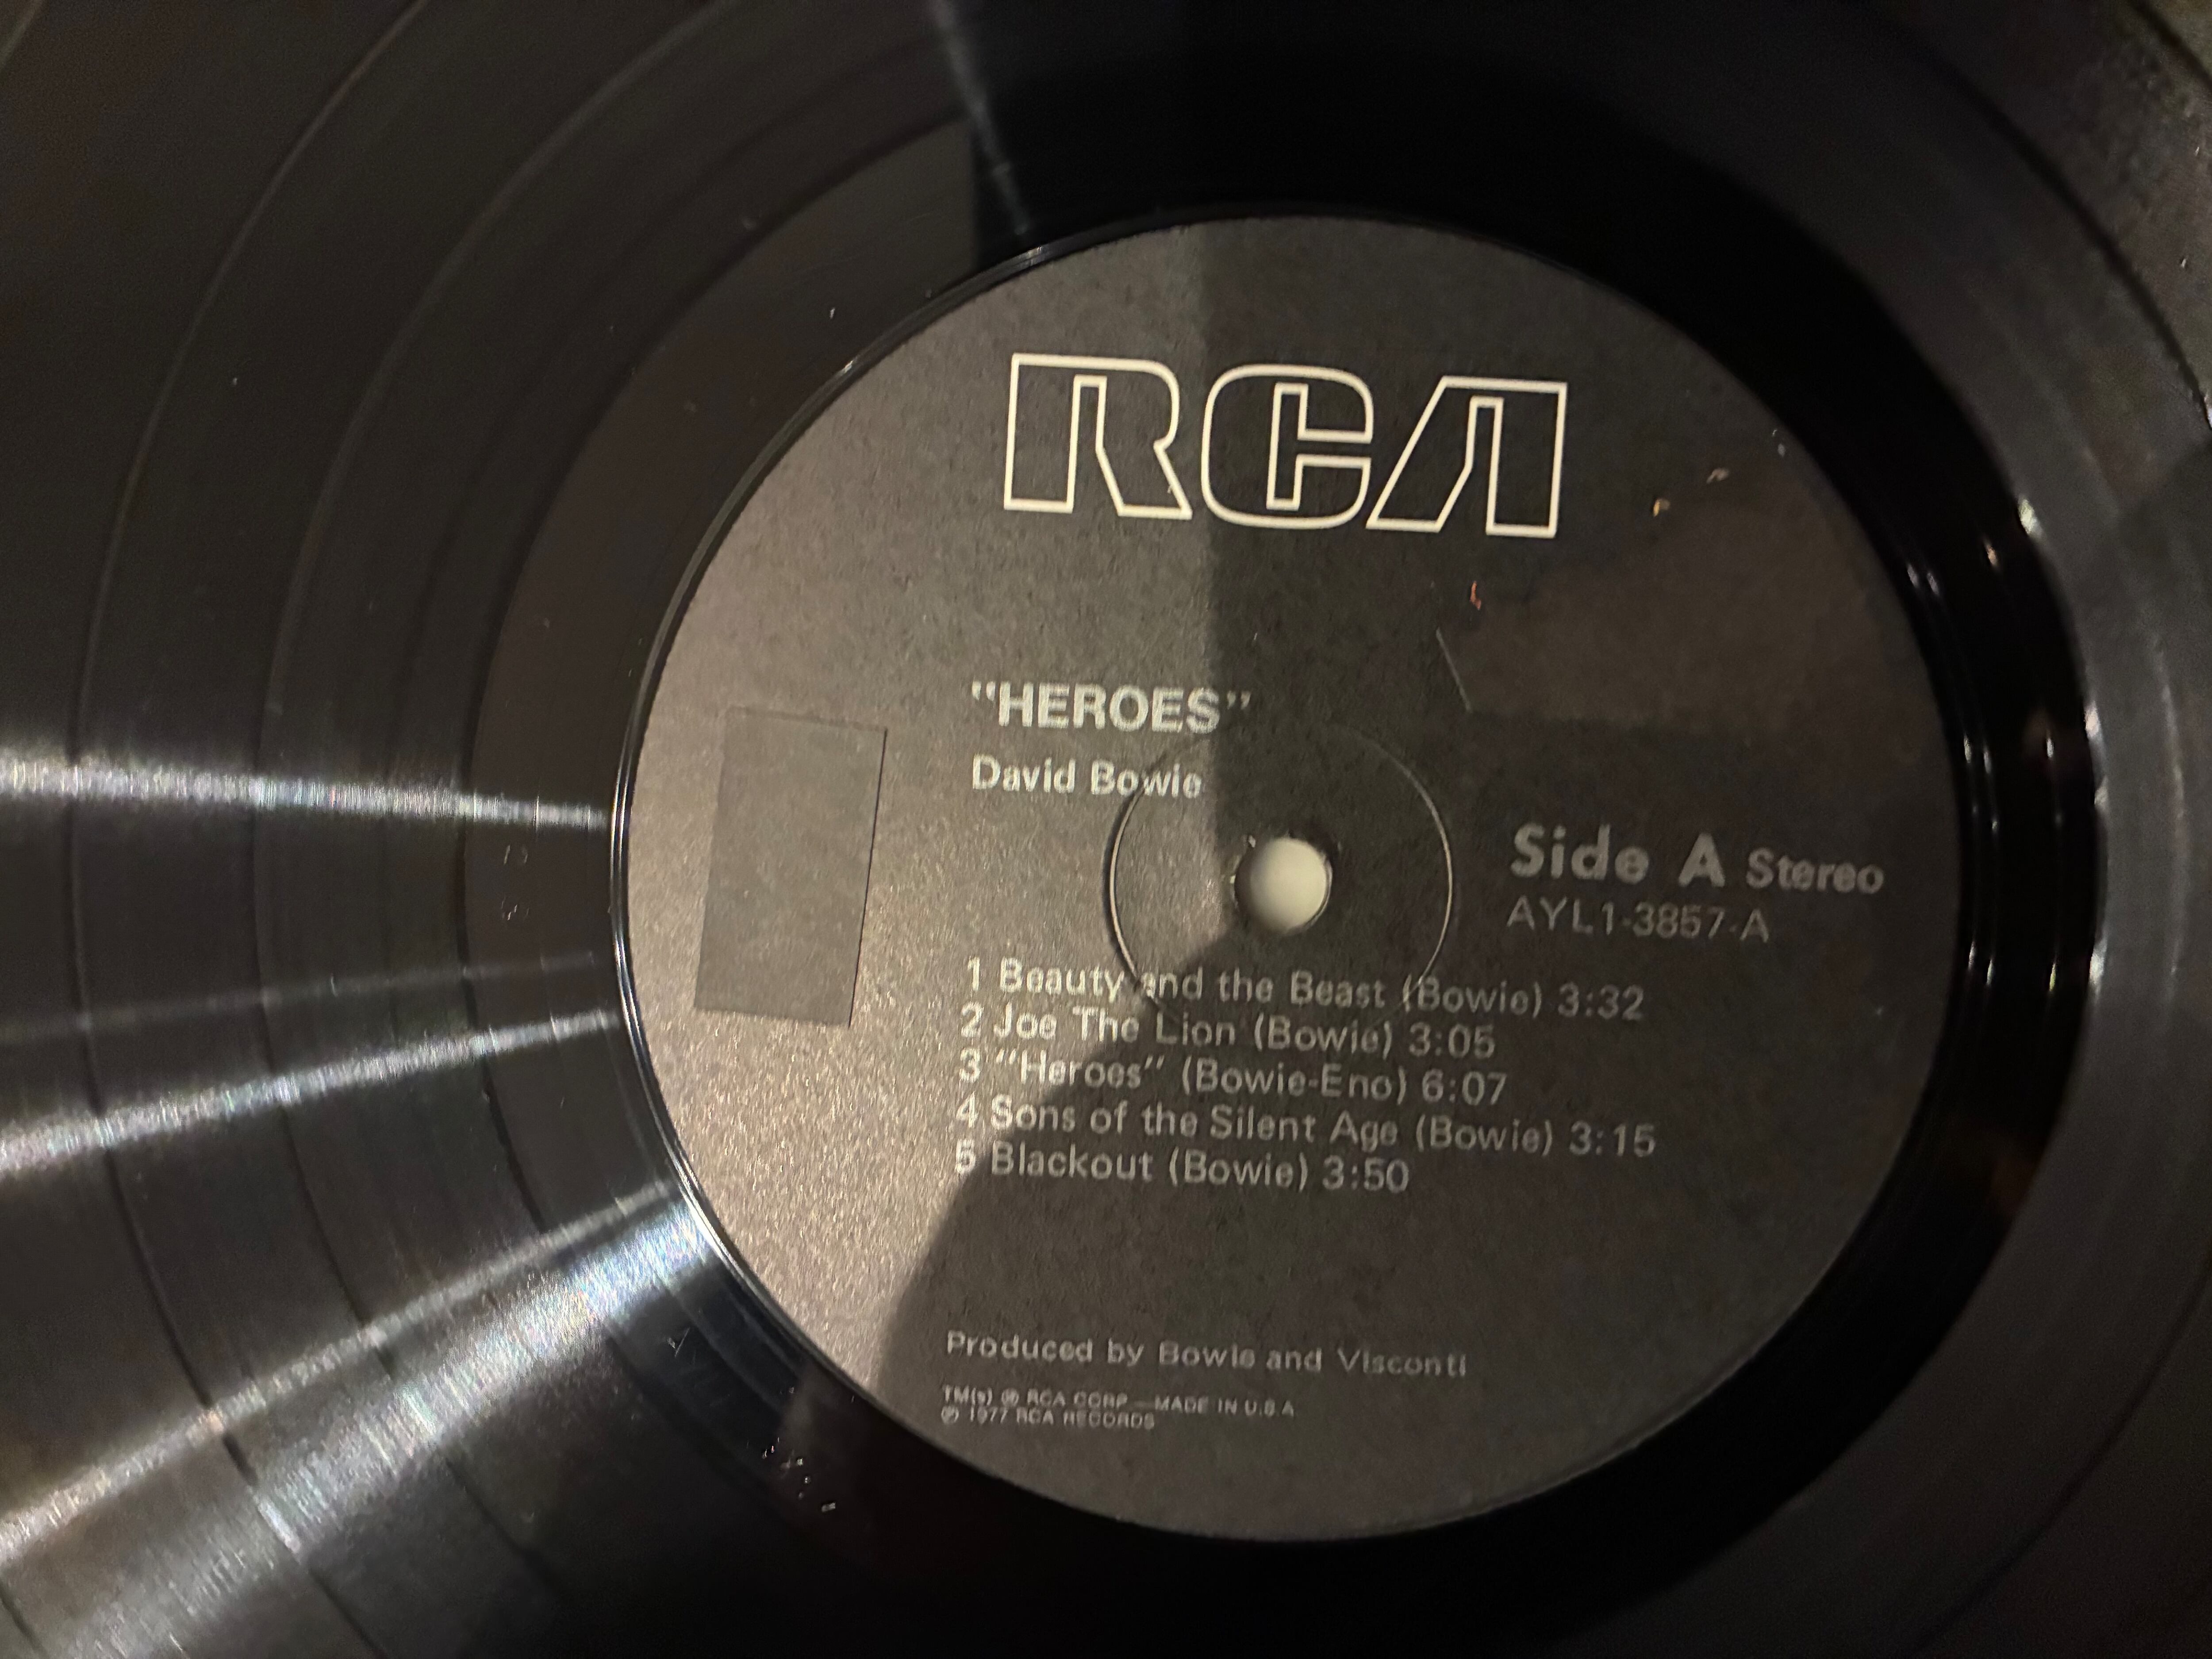 RCA
“HEROES”
David Bowie
Side A Stereo
AYL1-3857-A
1 Beauty and the Beast (Bowie) 3:32
2 Joe The Lion (Bowie) 3:05
3 “Heroes” (Bowie-Eno) 6:07
4 Sons of the Silent Age (Bowie) 3:15
5 Blackout (Bowie) 3:50
Produced by Bowie and Visconti
TM(s) ® RCA CORP.—MADE IN U.S.A.
℗ 1977 RCA RECORDS